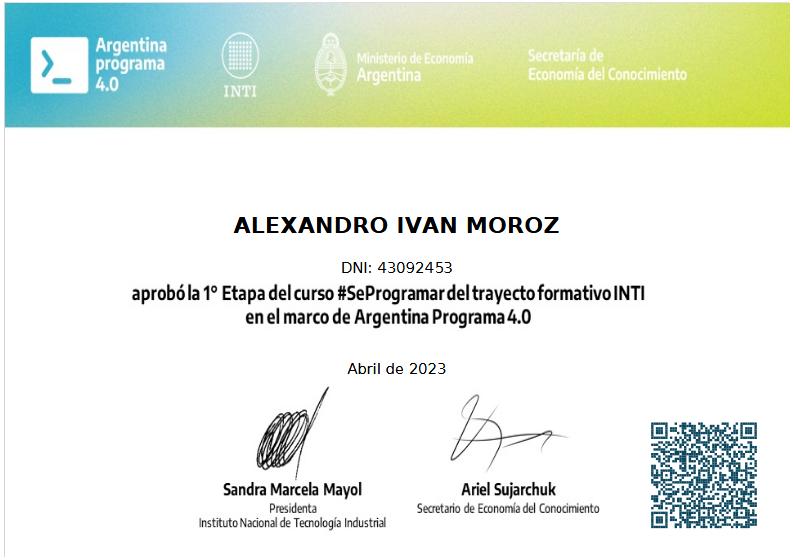 Argentina
programa
4.0
INTI
Ministerio de Economía
Argentina
Secretaría de
Economía del Conocimiento
ALEXANDRO IVAN MOROZ
DNI: 43092453
aprobó la 1° Etapa del curso #SeProgramar del trayecto formativo INTI
en el marco de Argentina Programa 4.0
Abril de 2023
Sandra Marcela Mayol
Presidenta
Instituto Nacional de Tecnología Industrial
Ariel Sujarchuk
Secretario de Economía del Conocimiento